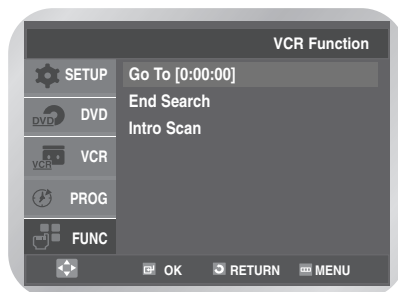 VCR Function
SETUP
Go To [0:00:00]
DVD DVD
End Search
Intro Scan
VCR VCR
PROG
FUNC
OK RETURN MENU